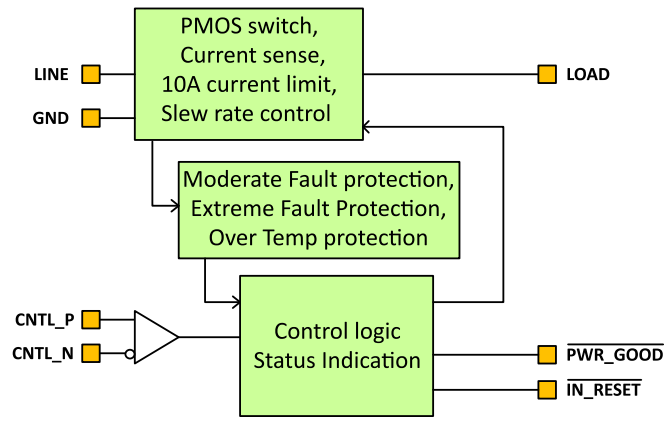 PMOS switch,
Current sense,
10A current limit,
Slew rate control
LINE
GND
LOAD
Moderate Fault protection,
Extreme Fault Protection,
Over Temp protection
CNTL_P
CNTL_N
Control logic
Status Indication
PWR_GOOD
IN_RESET